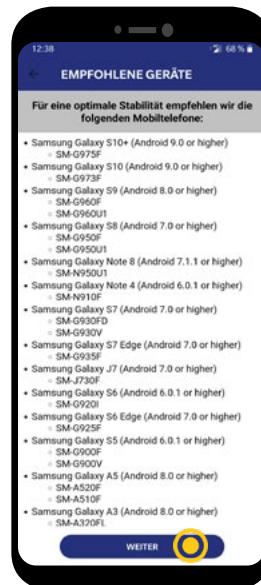 12:38
68 %
EMPFOHLENE GERÄTE
Für eine optimale Stabilität empfehlen wir die
folgenden Mobiltelefone:
• Samsung Galaxy S10+ (Android 9.0 or higher)
◦ SM-G975F
• Samsung Galaxy S10 (Android 9.0 or higher)
◦ SM-G973F
• Samsung Galaxy S9 (Android 8.0 or higher)
◦ SM-G960F
◦ SM-G960U1
• Samsung Galaxy S8 (Android 7.0 or higher)
◦ SM-G950F
◦ SM-G950U1
• Samsung Galaxy Note 8 (Android 7.1.1 or higher)
◦ SM-N950U1
• Samsung Galaxy Note 4 (Android 6.0.1 or higher)
◦ SM-N910F
• Samsung Galaxy S7 (Android 7.0 or higher)
◦ SM-G930FD
◦ SM-G930V
• Samsung Galaxy S7 Edge (Android 7.0 or higher)
◦ SM-G935F
• Samsung Galaxy J7 (Android 7.0 or higher)
◦ SM-J730F
• Samsung Galaxy S6 (Android 6.0.1 or higher)
◦ SM-G920I
• Samsung Galaxy S6 Edge (Android 7.0 or higher)
◦ SM-G925F
• Samsung Galaxy S5 (Android 6.0.1 or higher)
◦ SM-G900F
◦ SM-G900V
• Samsung Galaxy A5 (Android 8.0 or higher)
◦ SM-A520F
◦ SM-A510F
• Samsung Galaxy A3 (Android 8.0 or higher)
◦ SM-A320FL
WEITER